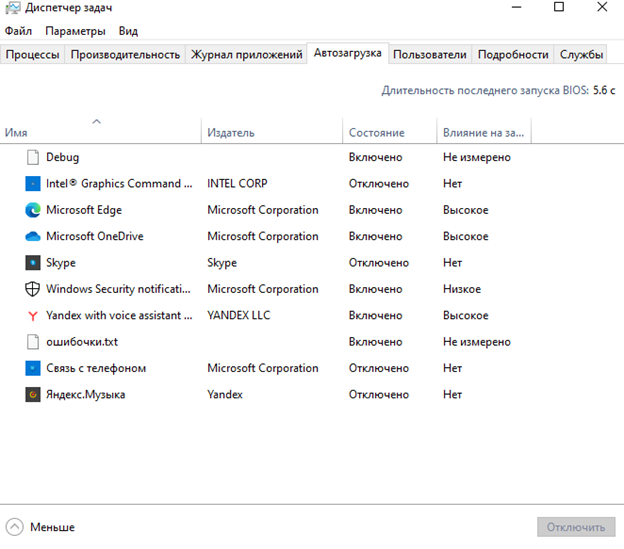 Диспетчер задач
Файл Параметры Вид
Процессы Производительность Журнал приложений Автозагрузка Пользователи Подробности Службы
Длительность последнего запуска BIOS: 5.6 с
Имя Издатель Состояние Влияние на за...
Debug Включено Не измерено
Intel® Graphics Command ... INTEL CORP Отключено Нет
Microsoft Edge Microsoft Corporation Включено Высокое
Microsoft OneDrive Microsoft Corporation Включено Высокое
Skype Skype Отключено Нет
Windows Security notificati... Microsoft Corporation Включено Низкое
Yandex with voice assistant ... YANDEX LLC Включено Высокое
ошибочки.txt Включено Не измерено
Связь с телефоном Microsoft Corporation Отключено Нет
Яндекс.Музыка Yandex Отключено Нет
Меньше Отключить